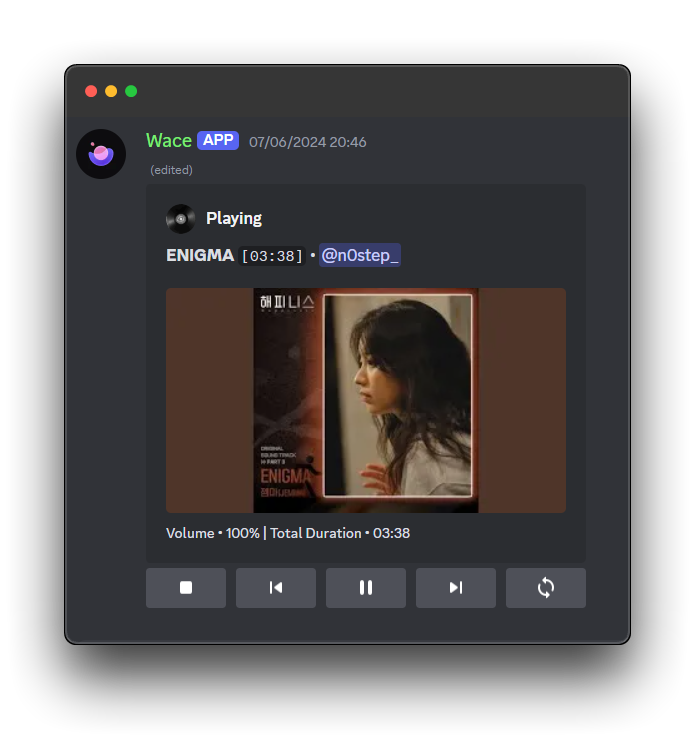 Wace APP 07/06/2024 20:46
(edited)
Playing
ENIGMA [03:38] • @n0step_
해피니스
ORIGINAL
SOUND TRACK
PART 3
ENIGMA
Volume • 100% | Total Duration • 03:38